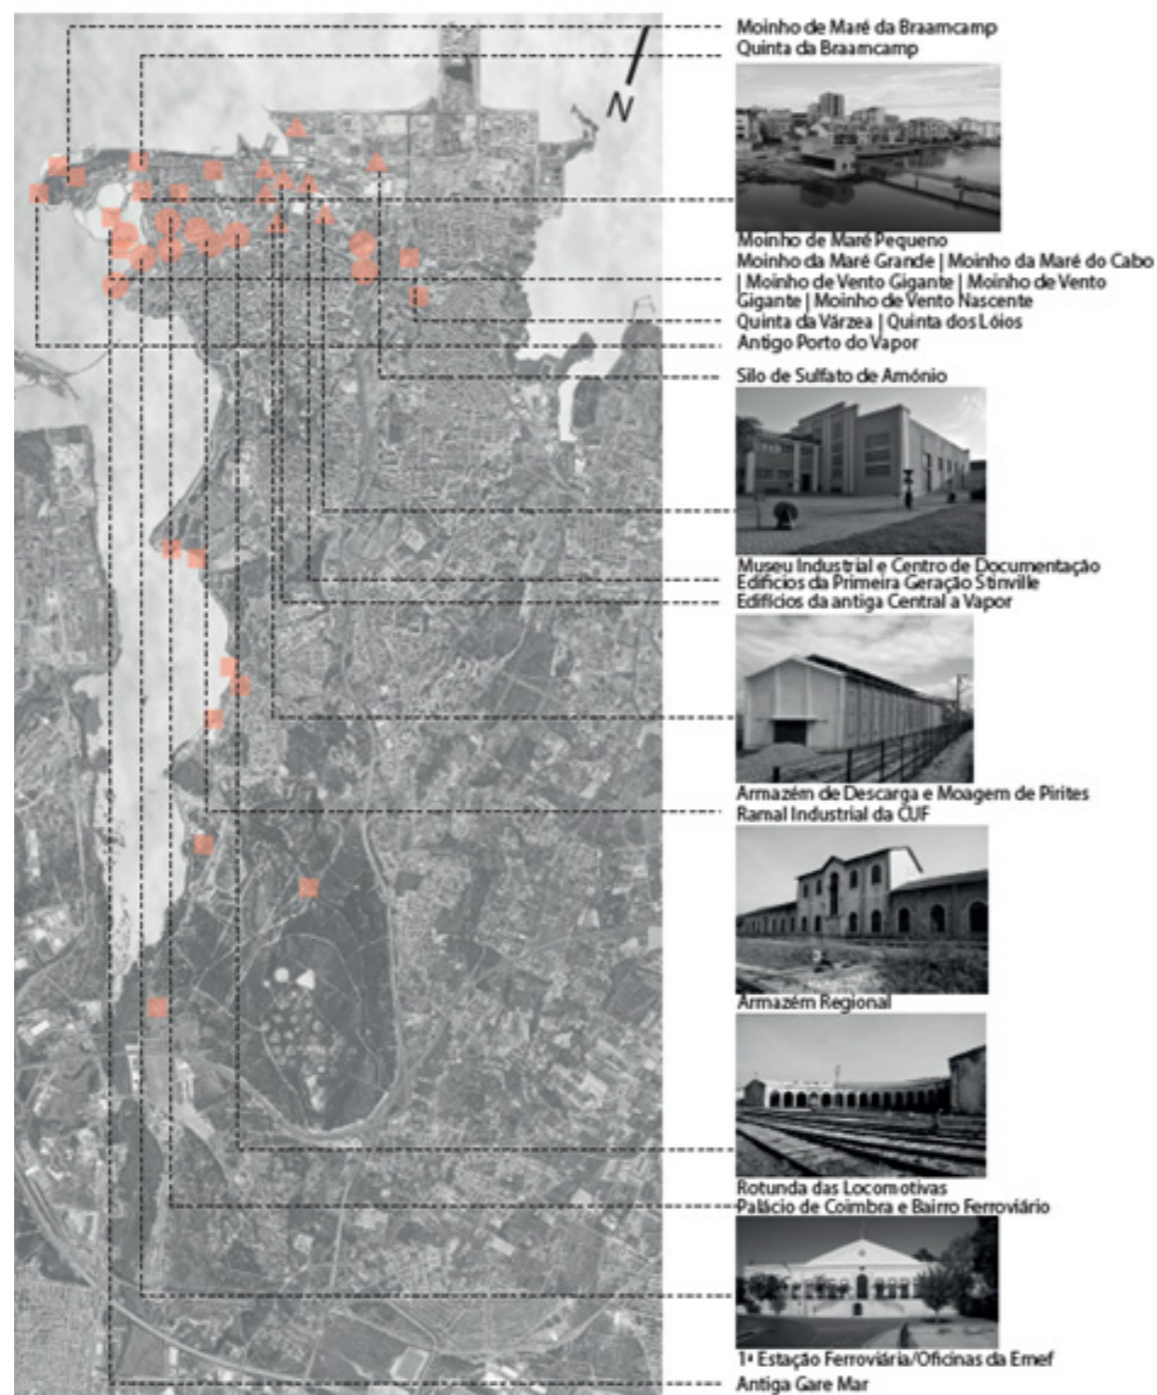 Moinho de Maré da Braamcamp
Quinta da Braamcamp
N
Moinho de Maré Pequeno
Moinho da Maré Grande | Moinho da Maré do Cabo
| Moinho de Vento Gigante | Moinho de Vento
Gigante | Moinho de Vento Nascente
Quinta da Várzea | Quinta dos Lóios
Antigo Porto do Vapor
Silo de Sulfato de Amónio
Museu Industrial e Centro de Documentação
Edifícios da Primeira Geração Stinville
Edifícios da antiga Central a Vapor
Armazém de Descarga e Moagem de Pirites
Ramal Industrial da CUF
Armazém Regional
Rotunda das Locomotivas
Palácio de Coimbra e Bairro Ferroviário
1ª Estação Ferroviária/Oficinas da Emef
Antiga Gare Mar